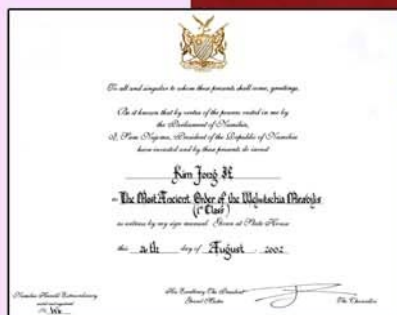 To all and singular to whom these presents shall come, greetings,
Be it known that by virtue of the powers vested in me by
the Parliament of Namibia,
I, Sam Nujoma, President of the Republic of Namibia
have invested and by these presents do invest
Kim Jong Il
The Most Ancient Order of the Welwitschia Mirabilis
(1st Class)
as witness by my sign manual. Given at State House
this 26th day of August 2002
Namibia Herald Extraordinary
His Excellency The President
Grand Master
The Chancellor